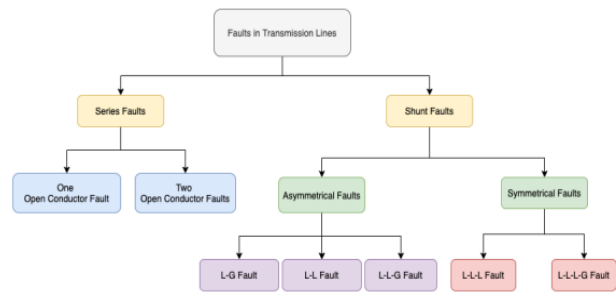 Faults in Transmission Lines
Series Faults
Shunt Faults
One
Open Conductor Fault
Two
Open Conductor Faults
Asymmetrical Faults
Symmetrical Faults
L-G Fault
L-L Fault
L-L-G Fault
L-L-L Fault
L-L-L-G Fault